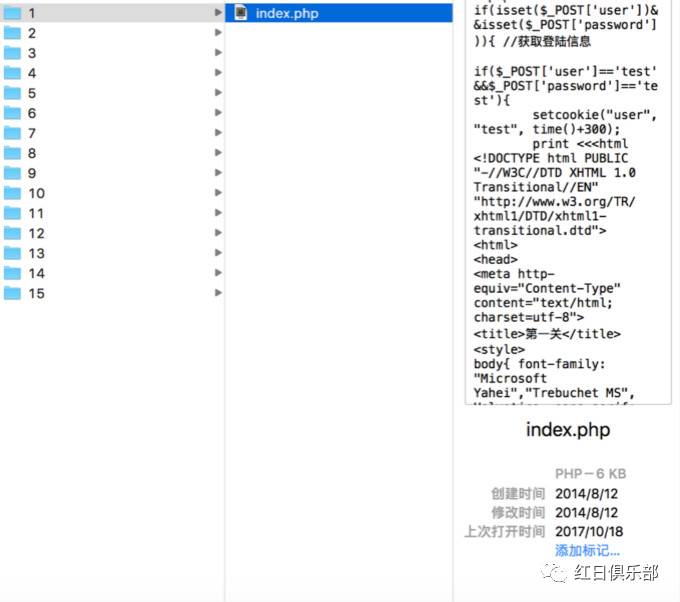 1
2
3
4
5
6
7
8
9
10
11
12
13
14
15
index.php
if(isset($_POST['user'])&
&isset($_POST['password']
)){ //获取登陆信息
if($_POST['user']=='test'
&&$_POST['password']=='te
st'){
setcookie("user",
"test", time()+300);
print <<<html
<!DOCTYPE html PUBLIC
"-//W3C//DTD XHTML 1.0
Transitional//EN"
"http://www.w3.org/TR/
xhtml1/DTD/xhtml1-
transitional.dtd">
<html>
<head>
<meta http-
equiv="Content-Type"
content="text/html;
charset=utf-8">
<title>第一关</title>
<style>
body{ font-family:
"Microsoft
Yahei","Trebuchet MS",
index.php
PHP－6 KB
创建时间 2014/8/12
修改时间 2014/8/12
上次打开时间 2017/10/18
添加标记...
红日俱乐部